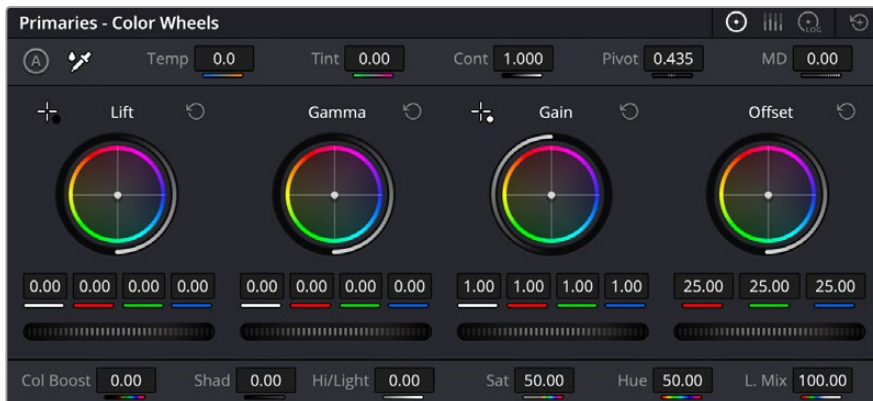 Primaries - Color Wheels
LOG
A Temp 0.0 Tint 0.00 Cont 1.000 Pivot 0.435 MD 0.00
Lift Gamma Gain Offset
0.00 0.00 0.00 0.00 0.00 0.00 0.00 0.00 1.00 1.00 1.00 1.00 25.00 25.00 25.00
Col Boost 0.00 Shad 0.00 Hi/Light 0.00 Sat 50.00 Hue 50.00 L. Mix 100.00